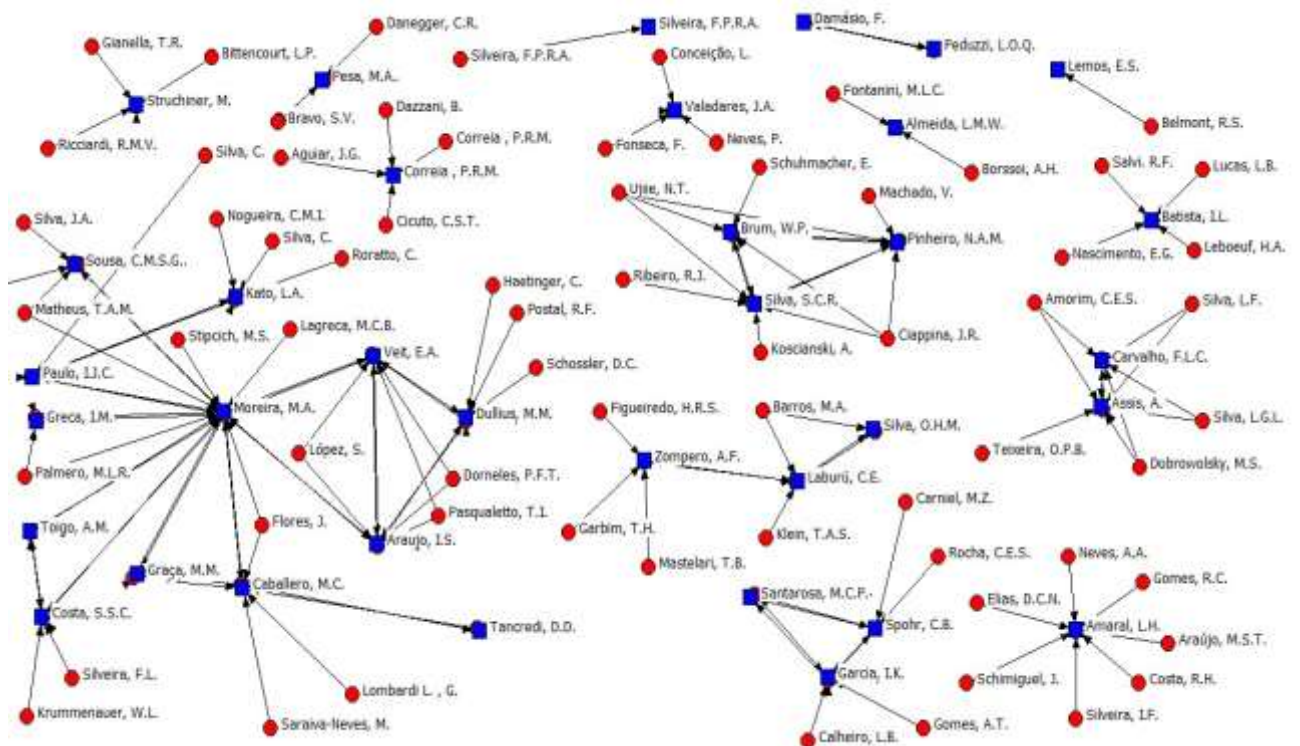 Danegger, C.R.
Silveira, F.P.R.A.
Damásio, F.
Gianella, T.R.
Bittencourt, L.P.
Silveira, F.P.R.A.
Conceição, L.
Feduzzi, L.O.Q.
Lemos, E.S.
Pesa, M.A.
Struchiner, M.
Dazzani, B.
Valadares, J.A.
Fontanini, M.L.C.
Bravo, S.V.
Almeida, L.M.W.
Belmont, R.S.
Ricciardi, R.M.V.
Silva, C.
Aguiar, J.G.
Correia , P.R.M.
Fonseca, F.
Neves, P.
Schuhmacher, E.
Borssoi, A.H.
Salvi. R.F.
Lucas, L.B.
Correia , P.R.M.
Ujiie, N.T.
Machado, V.
Silva, J.A.
Nogueira, C.M.I.
Cicuto, C.S.T.
Brum, W.P.
Pinheiro, N.A.M.
Batista, I.L.
Silva, C.
Sousa, C.M.S.G..
Roratto, C.
Nascimento, E.G.
Leboeuf, H.A.
Kato, L.A.
Haetinger, C.
Ribeiro, R.J.
Silva, S.C.R.
Amorim, C.E.S.
Silva, L.F.
Matheus, T.A.M.
Postal, R.F.
Stipcich, M.S.
Lagreca, M.C.B.
Veit, E.A.
Koscianski, A.
Ciappina, J.R.
Schossler, D.C.
Carvalho, F.L.C.
Paulo, I.J.C.
Moreira, M.A.
Dullius, M.M.
Figueiredo, H.R.S.
Barros, M.A.
Assis, A.
Greca, I.M.
Silva, O.H.M.
Silva, L.G.L.
López, S.
Zompero, A.F.
Teixeira, O.P.B.
Palmero, M.L.R.
Dorneles, P.F.T.
Laburú, C.E.
Dobrowolsky, M.S.
Carniel, M.Z.
Toigo, A.M.
Flores, J.
Pasqualetto, T.I.
Garbim, T.H.
Klein, T.A.S.
Araujo, I.S.
Rocha, C.E.S.
Neves, A.A.
Graça, M.M.
Caballero, M.C.
Mastelari, T.B.
Gomes, R.C.
Santarosa, M.C.P.-
Elias, D.C.N.
Costa, S.S.C.
Tancredi, D.D.
Spohr, C.B.
Amaral, L.H.
Araújo, M.S.T.
Silveira, F.L.
Garcia, I.K.
Schimiguel, J.
Costa, R.H.
Lombardi L. , G.
Krummenauer, W.L.
Saraiva-Neves, M.
Gomes, A.T.
Silveira, I.F.
Calheiro, L.B.